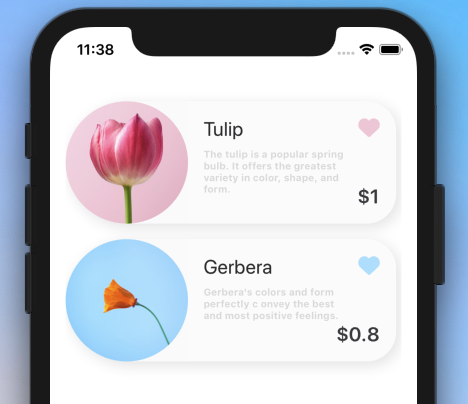 11:38
Tulip
The tulip is a popular spring
bulb. It offers the greatest
variety in color, shape, and
form.
$1
Gerbera
Gerbera's colors and form
perfectly c onvey the best
and most positive feelings.
$0.8